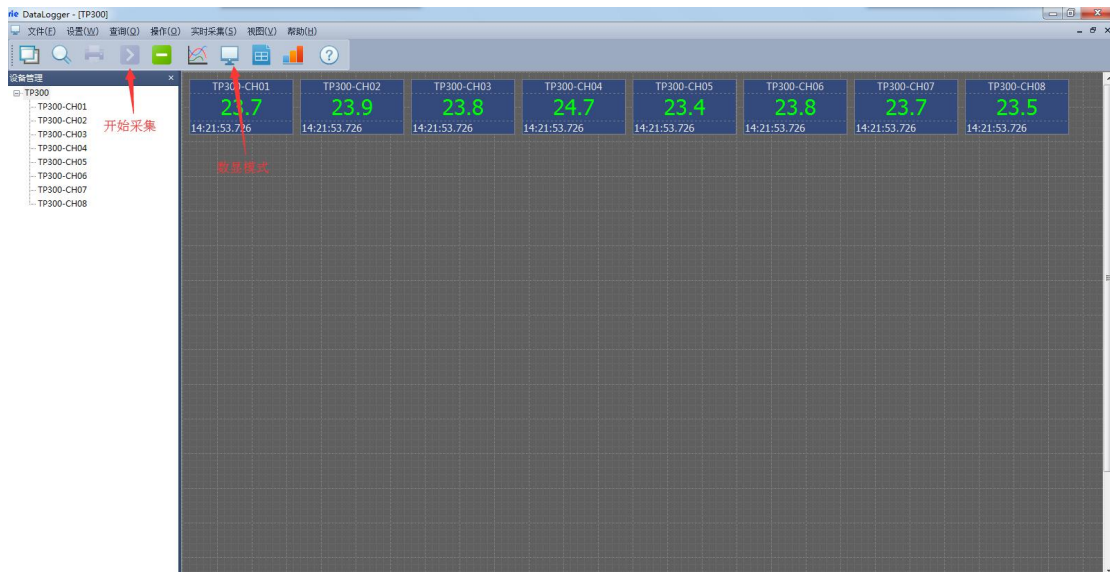 rie DataLogger - [TP300]
文件(F) 设置(W) 查询(Q) 操作(O) 实时采集(S) 视图(V) 帮助(H)
设备管理
TP300
TP300-CH01
TP300-CH02
TP300-CH03
TP300-CH04
TP300-CH05
TP300-CH06
TP300-CH07
TP300-CH08
开始采集
数显模式
TP300-CH01
23.7
14:21:53.726
TP300-CH02
23.9
14:21:53.726
TP300-CH03
23.8
14:21:53.726
TP300-CH04
24.7
14:21:53.726
TP300-CH05
23.4
14:21:53.726
TP300-CH06
23.8
14:21:53.726
TP300-CH07
23.7
14:21:53.726
TP300-CH08
23.5
14:21:53.726